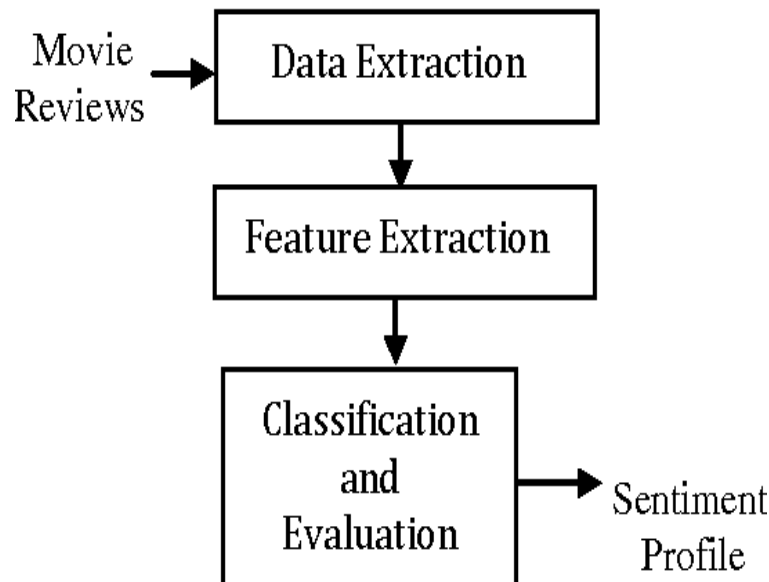 Movie
Reviews
Data Extraction
Feature Extraction
Classification
and
Evaluation
Sentiment
Profile